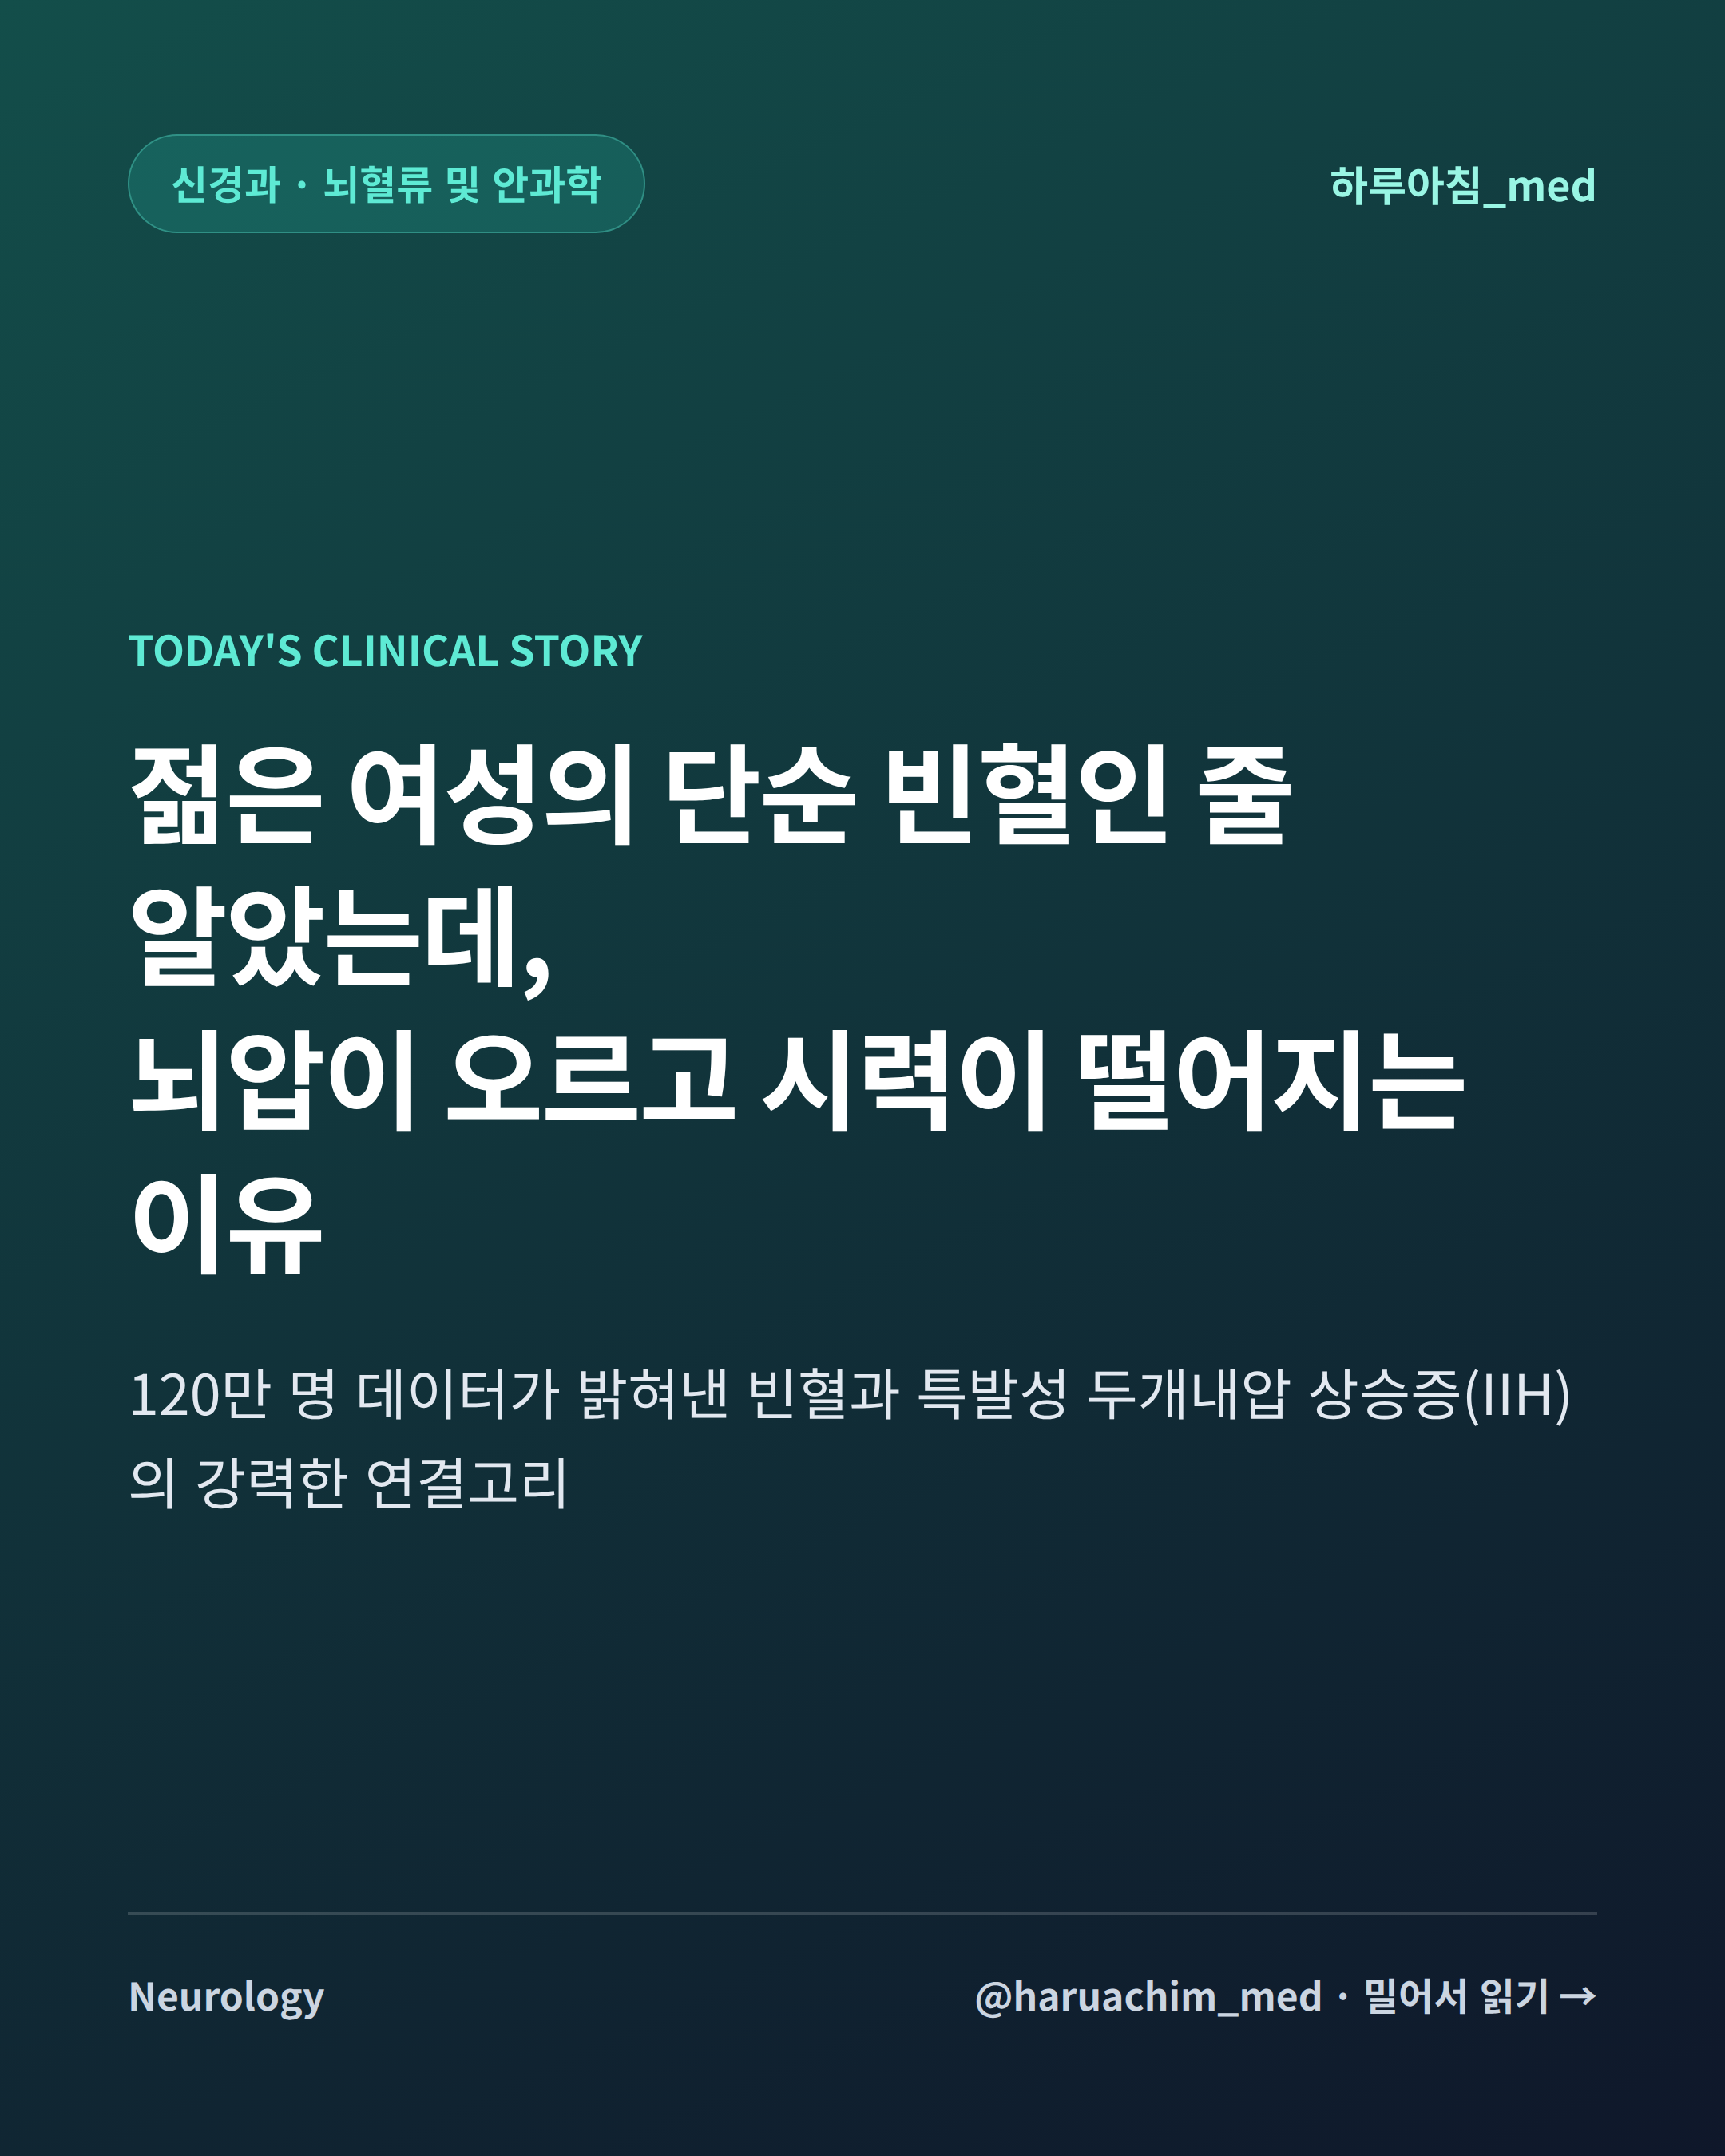 신경과 · 뇌혈류 및 안과학
하루아침_med
TODAY'S CLINICAL STORY
젊은 여성의 단순 빈혈인 줄
알았는데,
뇌압이 오르고 시력이 떨어지는
이유
120만 명 데이터가 밝혀낸 빈혈과 특발성 두개내압 상승증(IIH)
의 강력한 연결고리
Neurology
@haruachim_med · 밀어서 읽기 →